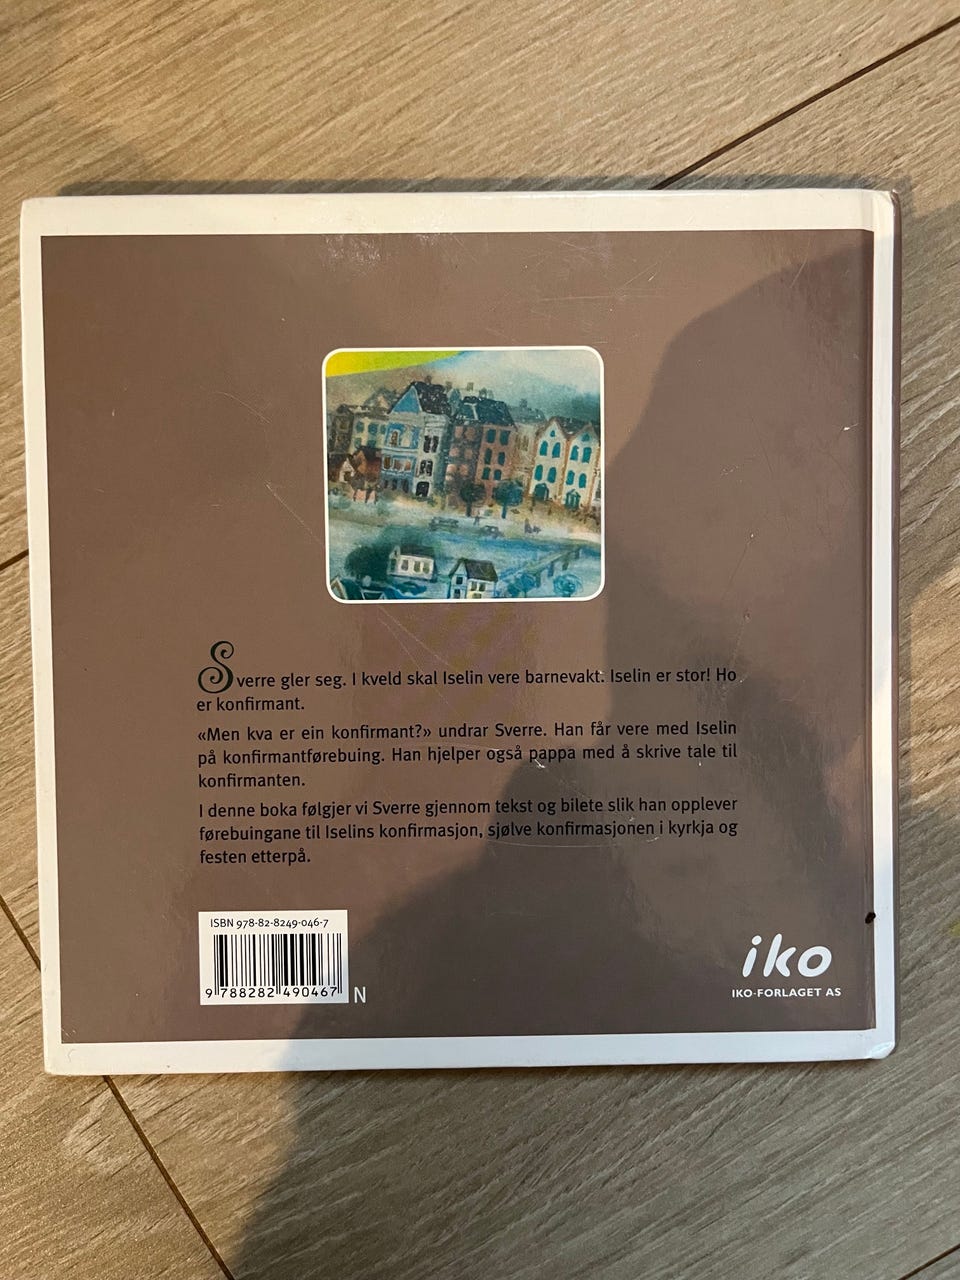 Sverre gler seg. I kveld skal Iselin vere barnevakt. Iselin er stor! Ho
er konfirmant.
«Men kva er ein konfirmant?» undrar Sverre. Han får vere med Iselin
på konfirmantførebuing. Han hjelper også pappa med å skrive tale til
konfirmanten.
I denne boka følgjer vi Sverre gjennom tekst og bilete slik han opplever
førebuingane til Iselins konfirmasjon, sjølve konfirmasjonen i kyrkja og
festen etterpå.
ISBN 978-82-8249-046-7
9 788282 490467 N
iko
IKO-FORLAGET AS